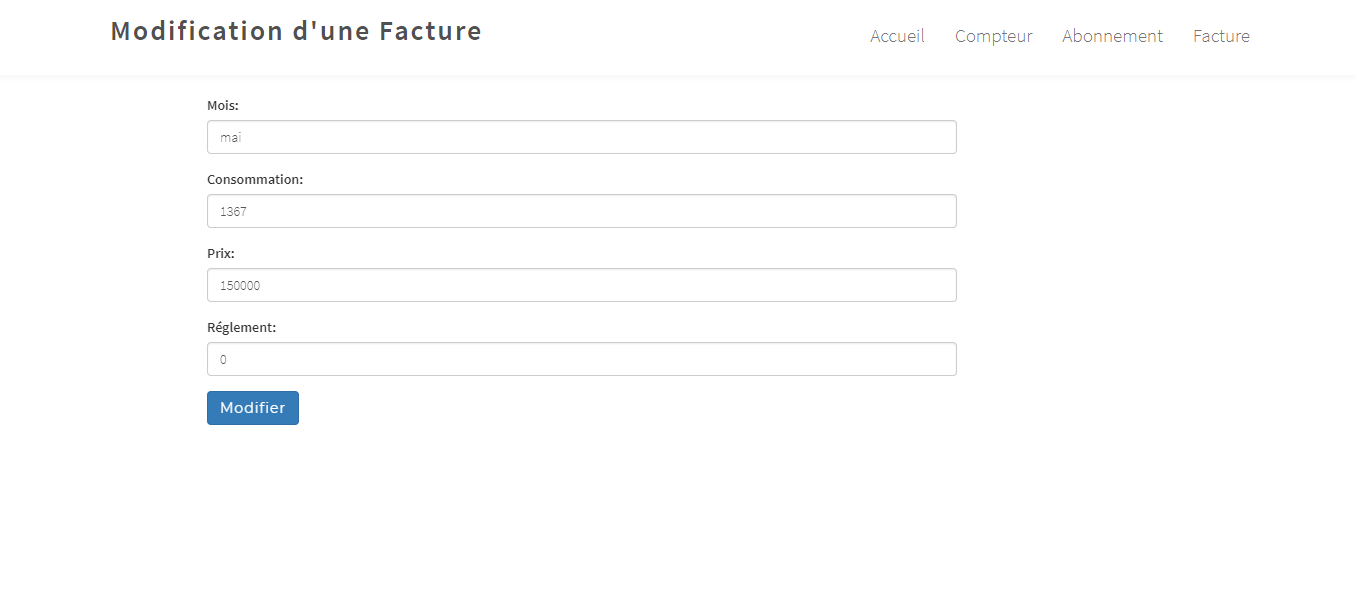 Modification d'une Facture
Accueil Compteur Abonnement Facture
Mois:
mai
Consommation:
1367
Prix:
150000
Réglement:
0
Modifier